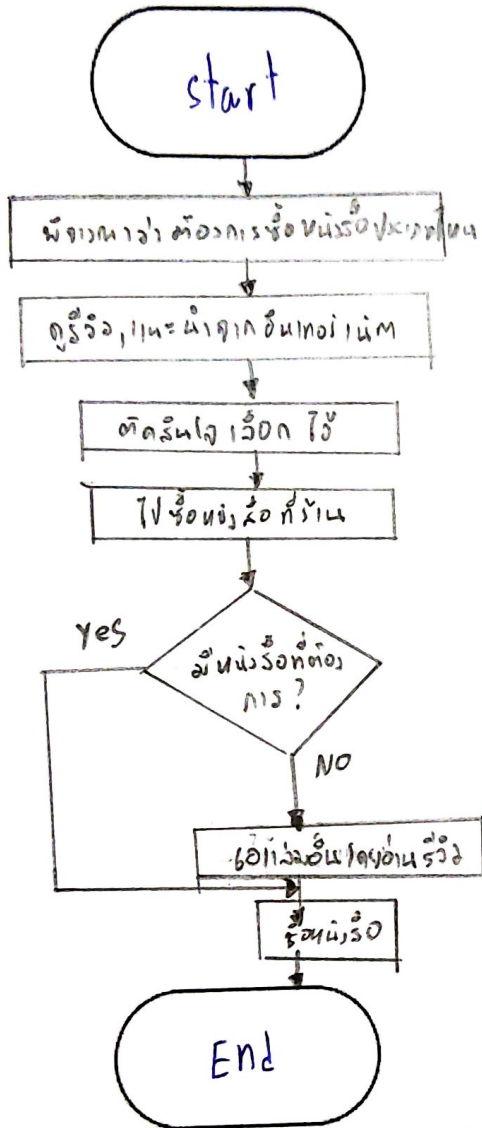 start
พิจารณาว่า ต้องการซื้อหนังสือประเภทไหน
ดูรีวิว, แนะนำจากอินเทอร์เน็ต
ตัดสินใจ เลือก ไว้
ไปซื้อหนังสือที่ร้าน
yes
มีหนังสือที่ต้อง
การ?
NO
เล่มอื่นโดยอ่านรีวิว
ซื้อหนังสือ
End